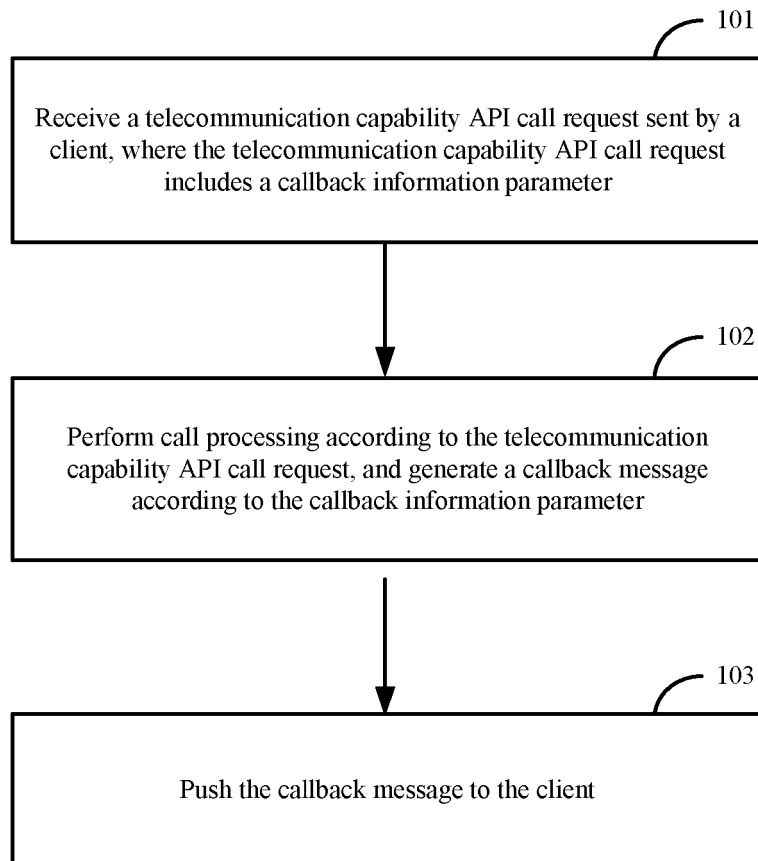 101
Receive a telecommunication capability API call request sent by a
client, where the telecommunication capability API call request
includes a callback information parameter
102
Perform call processing according to the telecommunication
capability API call request, and generate a callback message
according to the callback information parameter
103
Push the callback message to the client